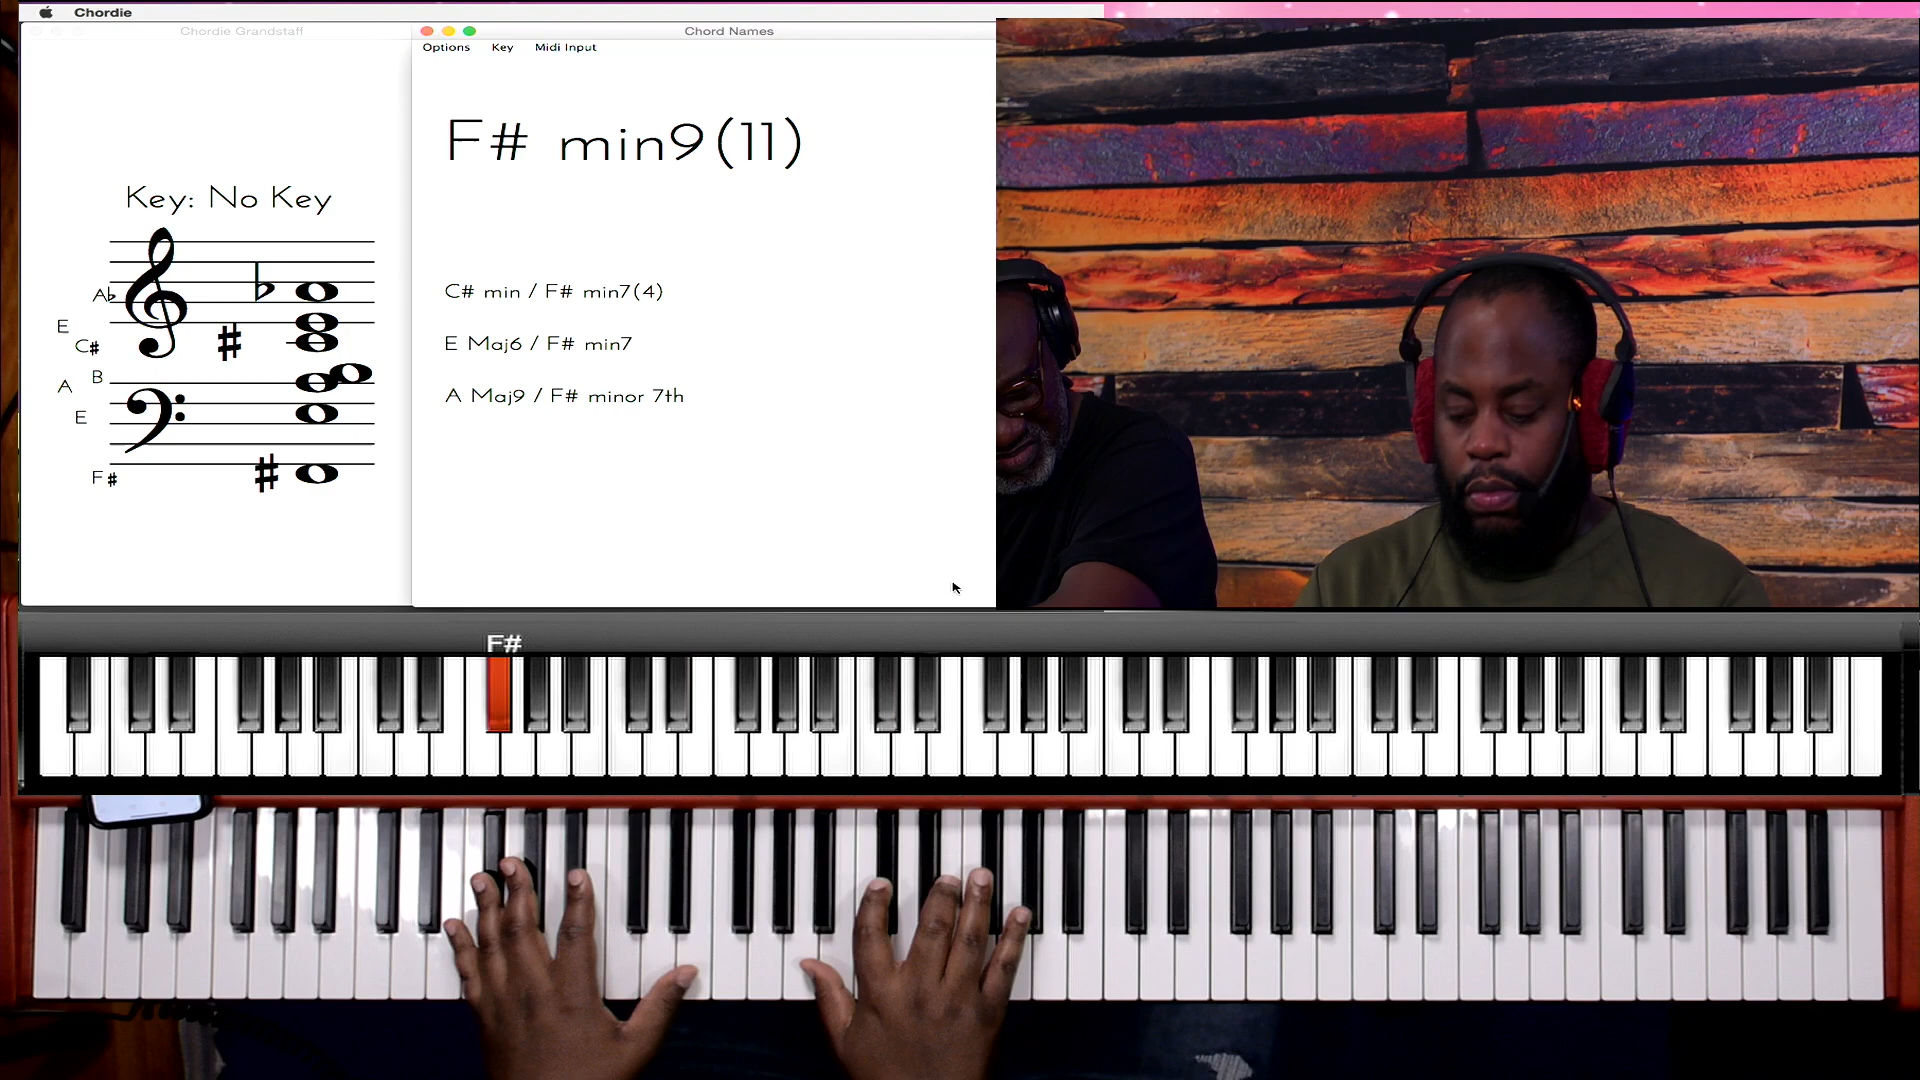 Chordie
Chordie Grandstaff
Chord Names
Options Key Midi Input
F# min9(11)
Key: No Key
C# min / F# min7(4)
E Maj6 / F# min7
A Maj9 / F# minor 7th
Ab
E
C#
B
A
E
F#
F#